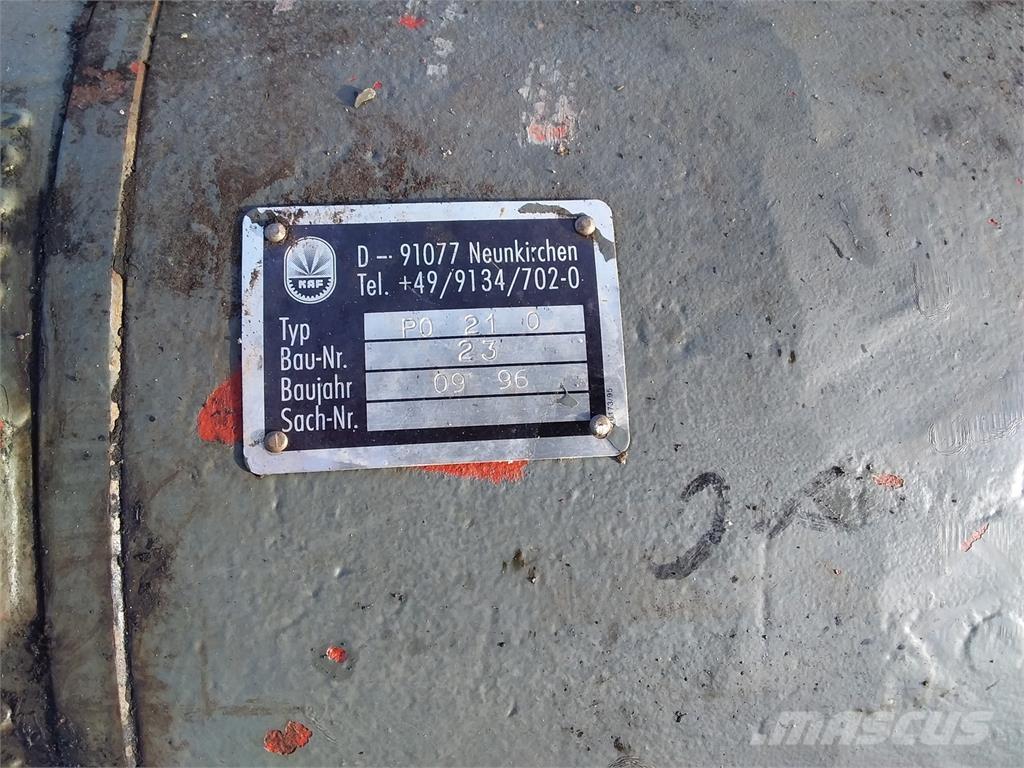 KAF
D – 91077 Neunkirchen
Tel. +49/9134/702-0
Typ PO 21 0
Bau-Nr. 23
Baujahr 09 96
Sach-Nr.
MASCUS